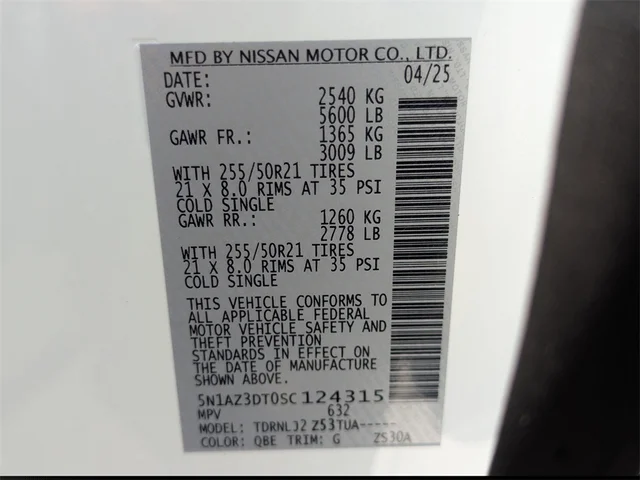 MFD BY NISSAN MOTOR CO., LTD.
DATE: 04/25
GVWR: 2540 KG
5600 LB
GAWR FR.: 1365 KG
3009 LB
WITH 255/50R21 TIRES
21 X 8.0 RIMS AT 35 PSI
COLD SINGLE
GAWR RR.: 1260 KG
2778 LB
WITH 255/50R21 TIRES
21 X 8.0 RIMS AT 35 PSI
COLD SINGLE
THIS VEHICLE CONFORMS TO
ALL APPLICABLE FEDERAL
MOTOR VEHICLE SAFETY AND
THEFT PREVENTION
STANDARDS IN EFFECT ON
THE DATE OF MANUFACTURE
SHOWN ABOVE.
5N1AZ3DT0SC124315
MPV 632
MODEL: TDRNLJ2 Z53TUA-----
COLOR: QBE TRIM: G ZS30A